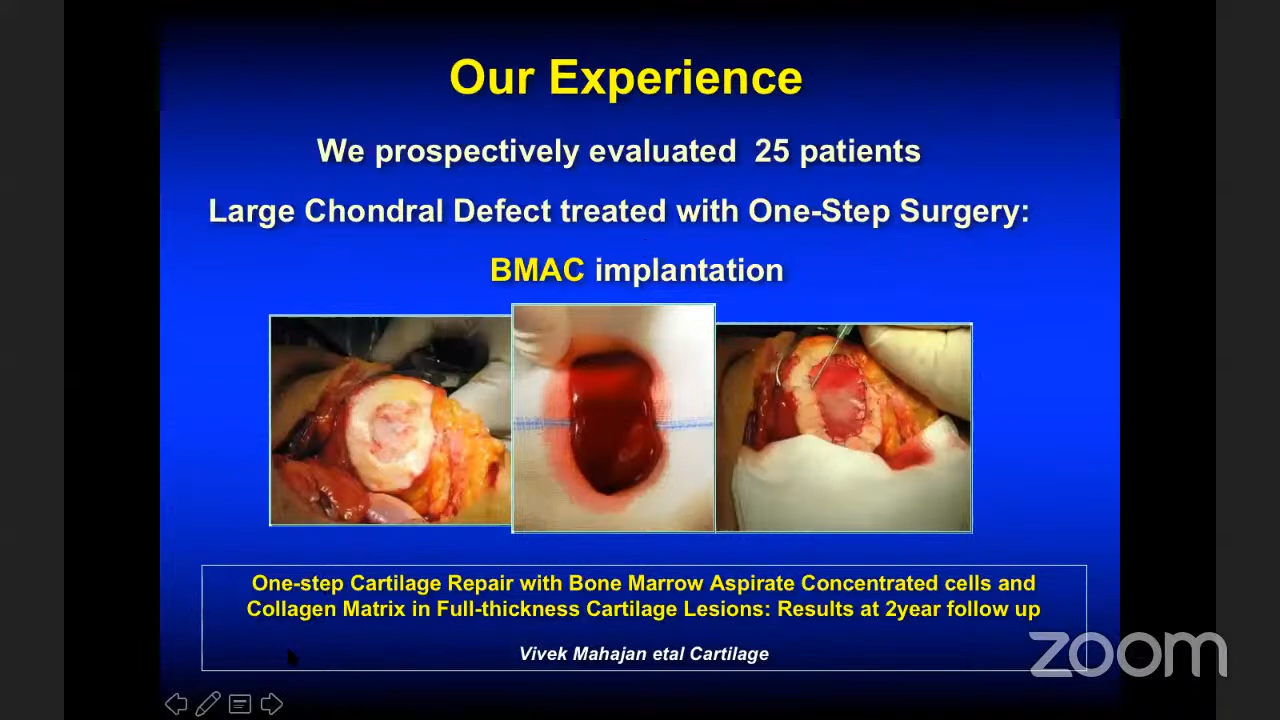 Our Experience
We prospectively evaluated 25 patients
Large Chondral Defect treated with One-Step Surgery:
BMAC implantation
One-step Cartilage Repair with Bone Marrow Aspirate Concentrated cells and
Collagen Matrix in Full-thickness Cartilage Lesions: Results at 2year follow up
Vivek Mahajan etal Cartilage
zoom